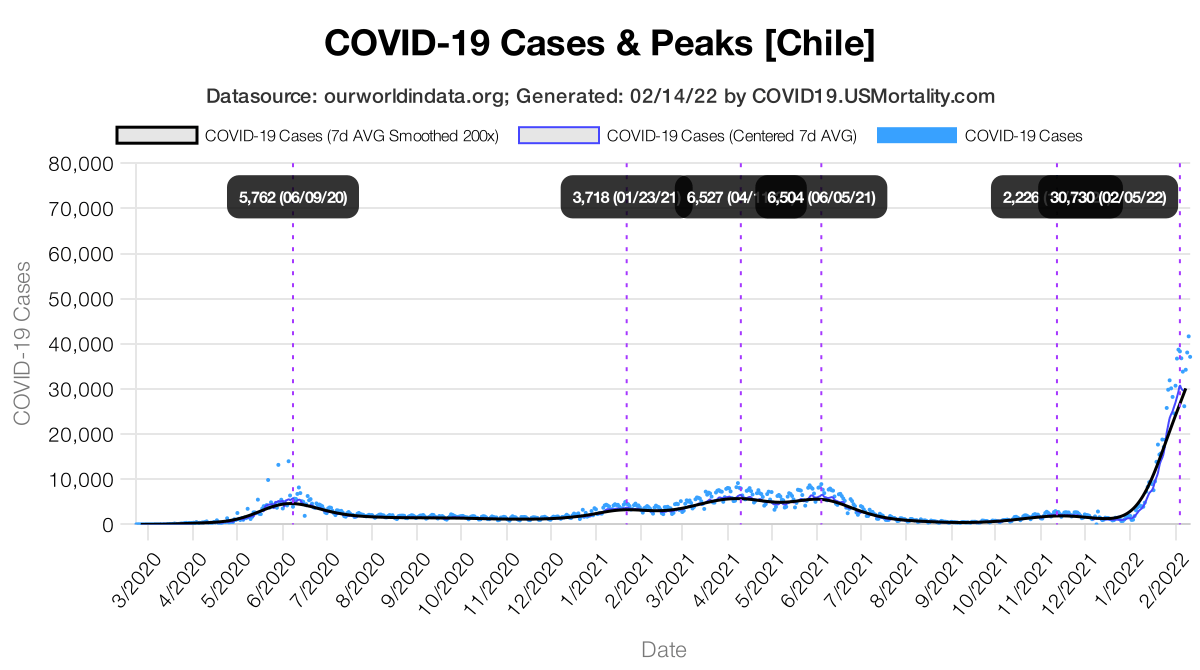 COVID-19 Cases & Peaks [Chile]
Datasource: ourworldindata.org; Generated: 02/14/22 by COVID19.USMortality.com
COVID-19 Cases (7d AVG Smoothed 200x) COVID-19 Cases (Centered 7d AVG) COVID-19 Cases
80,000
5,762 (06/09/20) 3,718 (01/23/21) 6,527 (04/ 6,504 (06/05/21) 2,226 30,730 (02/05/22)
70,000
60,000
50,000
40,000
30,000
20,000
10,000
0
COVID-19 Cases
3/2020 4/2020 5/2020 6/2020 7/2020 8/2020 9/2020 10/2020 11/2020 12/2020 1/2021 2/2021 3/2021 4/2021 5/2021 6/2021 7/2021 8/2021 9/2021 10/2021 11/2021 12/2021 1/2022 2/2022
Date